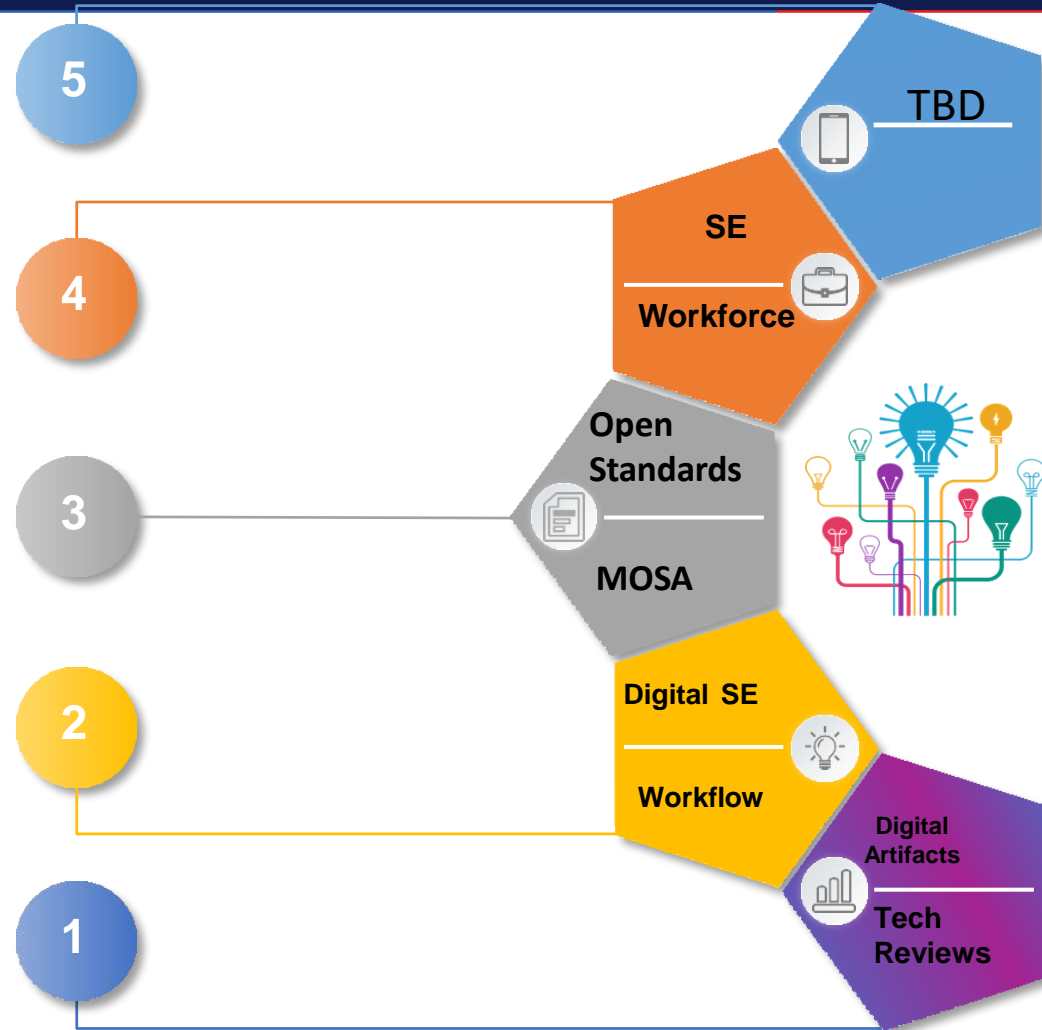 5
TBD
4
SE
Workforce
3
Open
Standards
MOSA
2
Digital SE
Workflow
1
Digital
Artifacts
Tech
Reviews